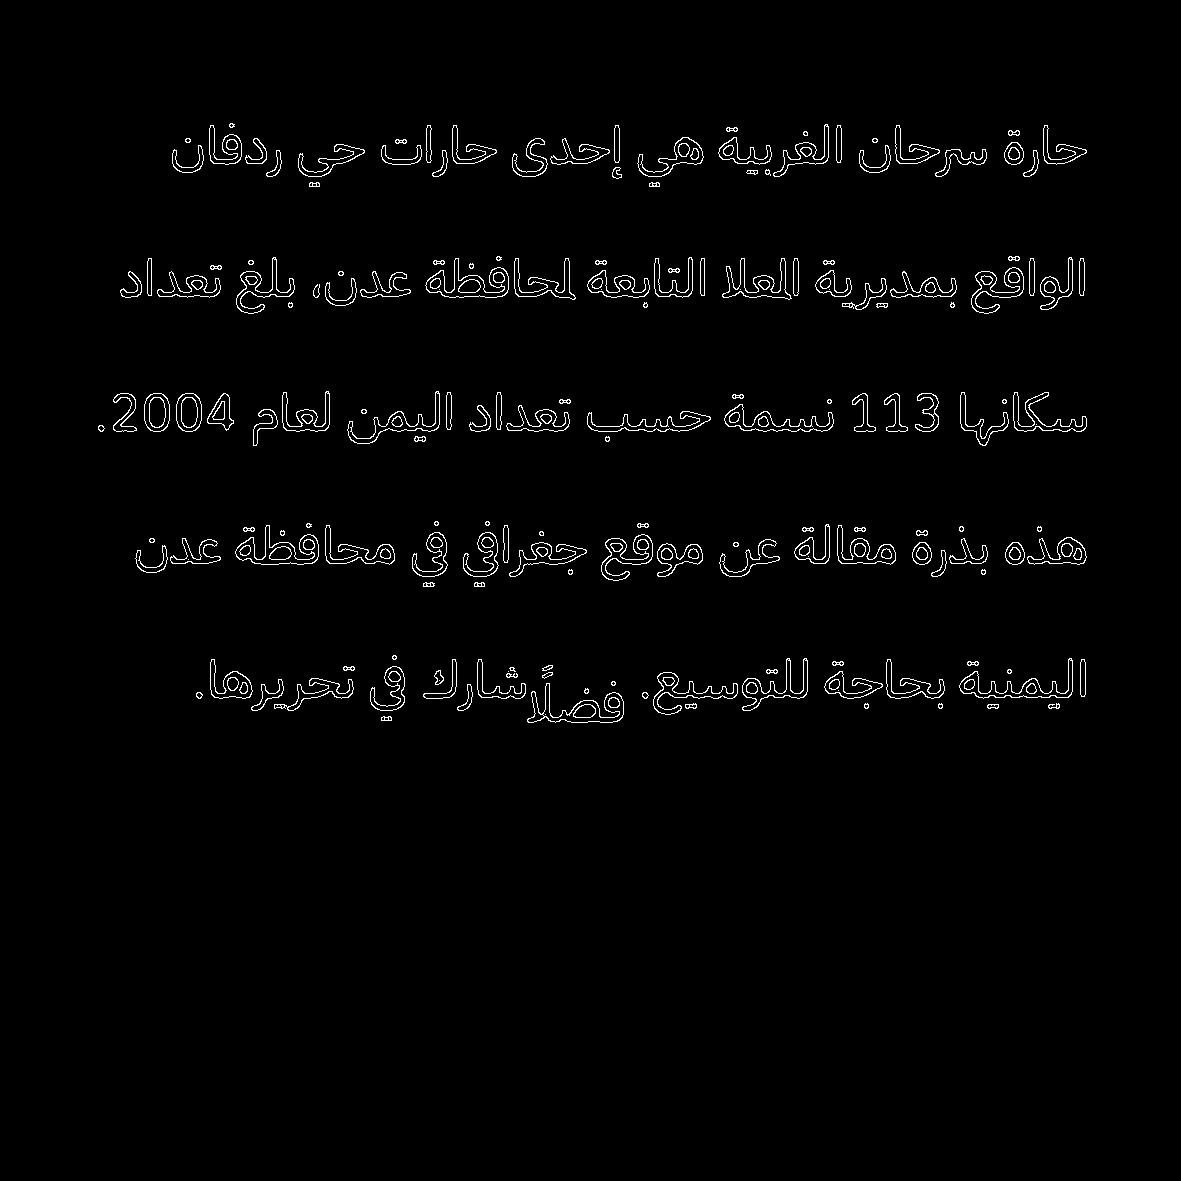 حارة سرحان الغربية هي إحدى حارات حي ردفان
الواقع بمديرية المعلا التابعة لمحافظة عدن، بلغ تعداد
سكانها 113 نسمة حسب تعداد اليمن لعام 2004.
هذه بذرة مقالة عن موقع جغرافي في محافظة عدن
اليمنية بحاجة للتوسيع. فضلًا شارك في تحريرها.